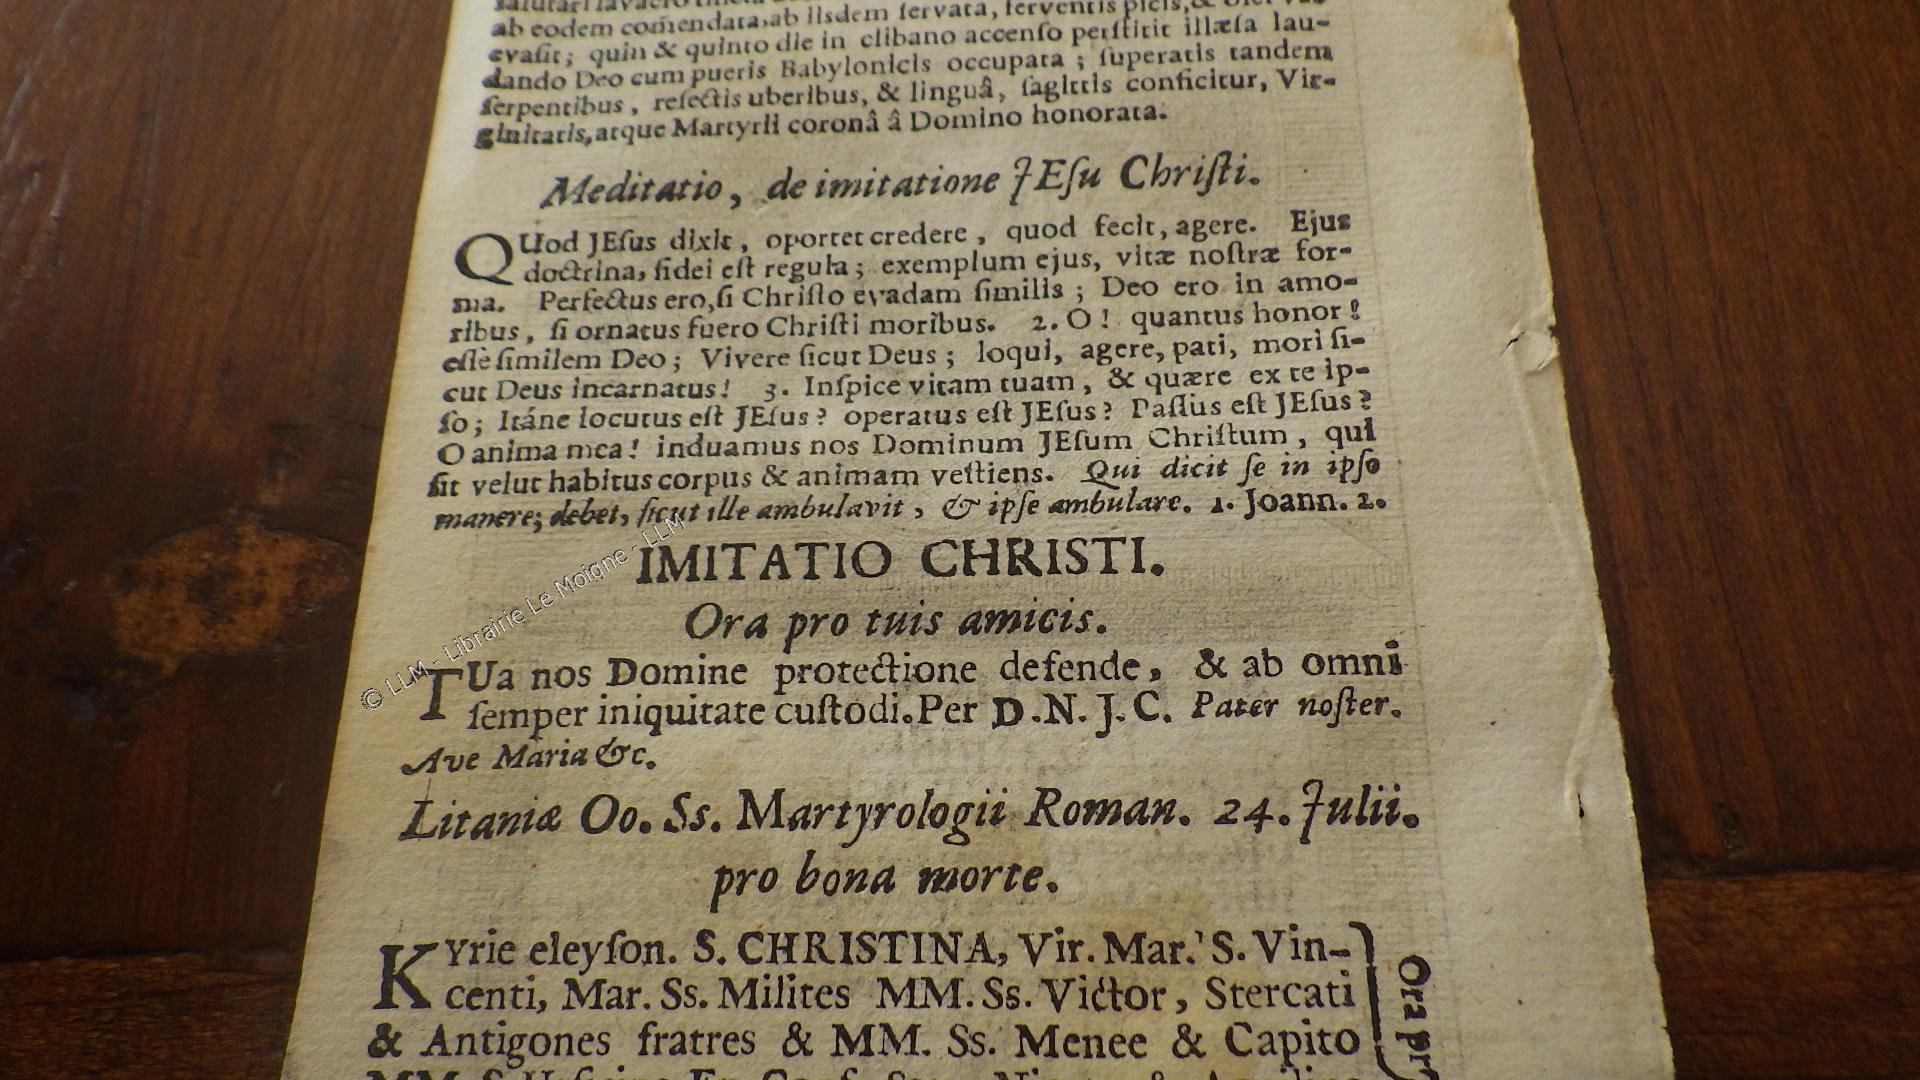 ab eodem com̄endata, ab iisdem servata, ferventis picis, &
evasit; quin & quinto die in clibano accenso perstitit illæsa lau-
dando Deo cum pueris Babylonicis occupata; superatis tandem
serpentibus, resectis uberibus, & linguâ, sagittis conficitur, Vir-
ginitatis, atque Martyrii coronâ â Domino honorata.
Meditatio, de imitatione JEsu Christi.
QUod JEsus dixit, oportet credere, quod fecit, agere. Ejus
doctrina, fidei est regula; exemplum ejus, vitæ nostræ for-
ma. Perfectus ero, si Christo evadam similis; Deo ero in amo-
ribus, si ornatus fuero Christi moribus. 2. O! quantus honor!
esse similem Deo; Vivere sicut Deus; loqui, agere, pati, mori si-
cut Deus incarnatus! 3. Inspice vitam tuam, & quære ex te ip-
so; Itáne locutus est JEsus? operatus est JEsus? Passus est JEsus?
O anima mea! induamus nos Dominum JEsum Christum, qui
sit velut habitus corpus & animam vestiens. Qui dicit se in ipso
manere; debet, sicut ille ambulavit, & ipse ambulare. 1. Joann. 2.
IMITATIO CHRISTI.
Ora pro tuis amicis.
TUa nos Domine protectione defende, & ab omni
semper iniquitate custodi. Per D. N. J. C. Pater noster.
Ave Maria &c.
Litaniæ Oo. Ss. Martyrologii Roman. 24. Julii.
pro bona morte.
KYrie eleyson. S. CHRISTINA, Vir. Mar. S. Vin-
centi, Mar. Ss. Milites MM. Ss. Victor, Stercati
& Antigones fratres & MM. Ss. Menee & Capito
Ora pr
© LLM - Librairie Le Moigne - LLM